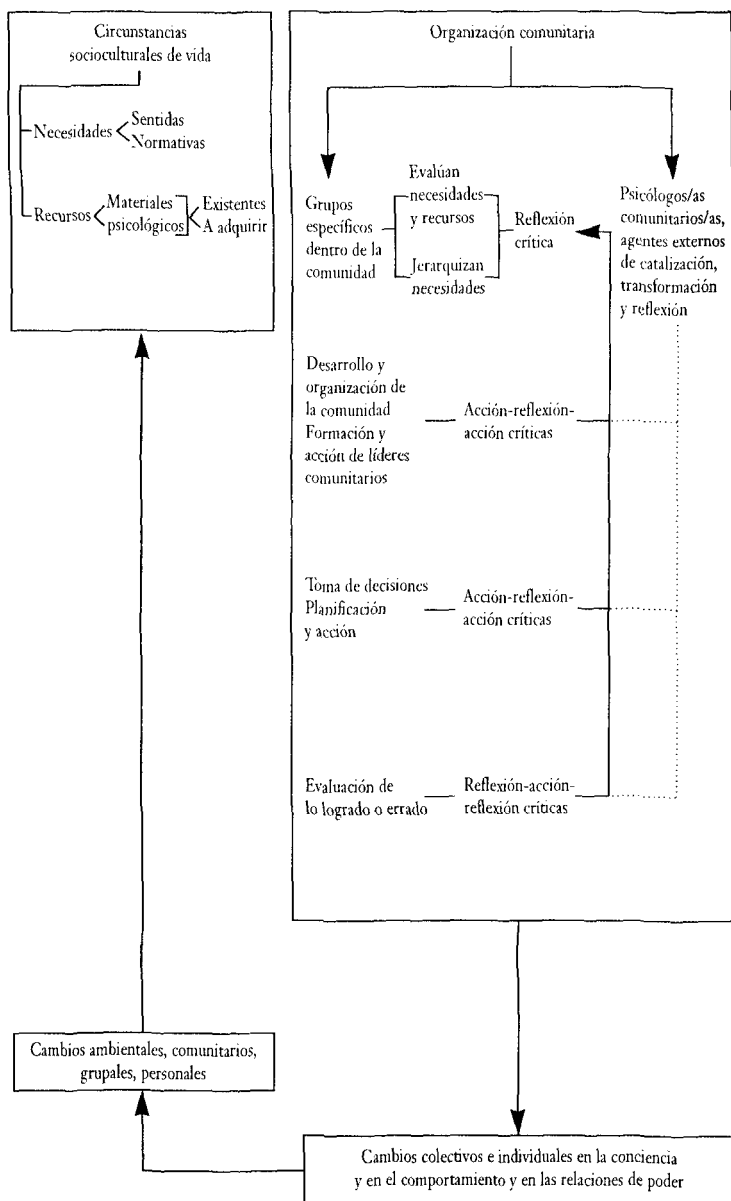 Circunstancias
socioculturales de vida
Necesidades
Sentidas
Normativas
Recursos
Materiales
psicológicos
Existentes
A adquirir
Organización comunitaria
Grupos
específicos
dentro de la
comunidad
Evalúan
necesidades
y recursos
Jerarquizan
necesidades
Reflexión
crítica
Psicólogos/as
comunitarios/as,
agentes externos
de catalización,
transformación
y reflexión
Desarrollo y
organización de
la comunidad
Formación y
acción de líderes
comunitarios
Acción-reflexión-
acción críticas
Toma de decisiones
Planificación
y acción
Acción-reflexión-
acción críticas
Evaluación de
lo logrado o errado
Reflexión-acción-
reflexión críticas
Cambios ambientales, comunitarios,
grupales, personales
Cambios colectivos e individuales en la conciencia
y en el comportamiento y en las relaciones de poder